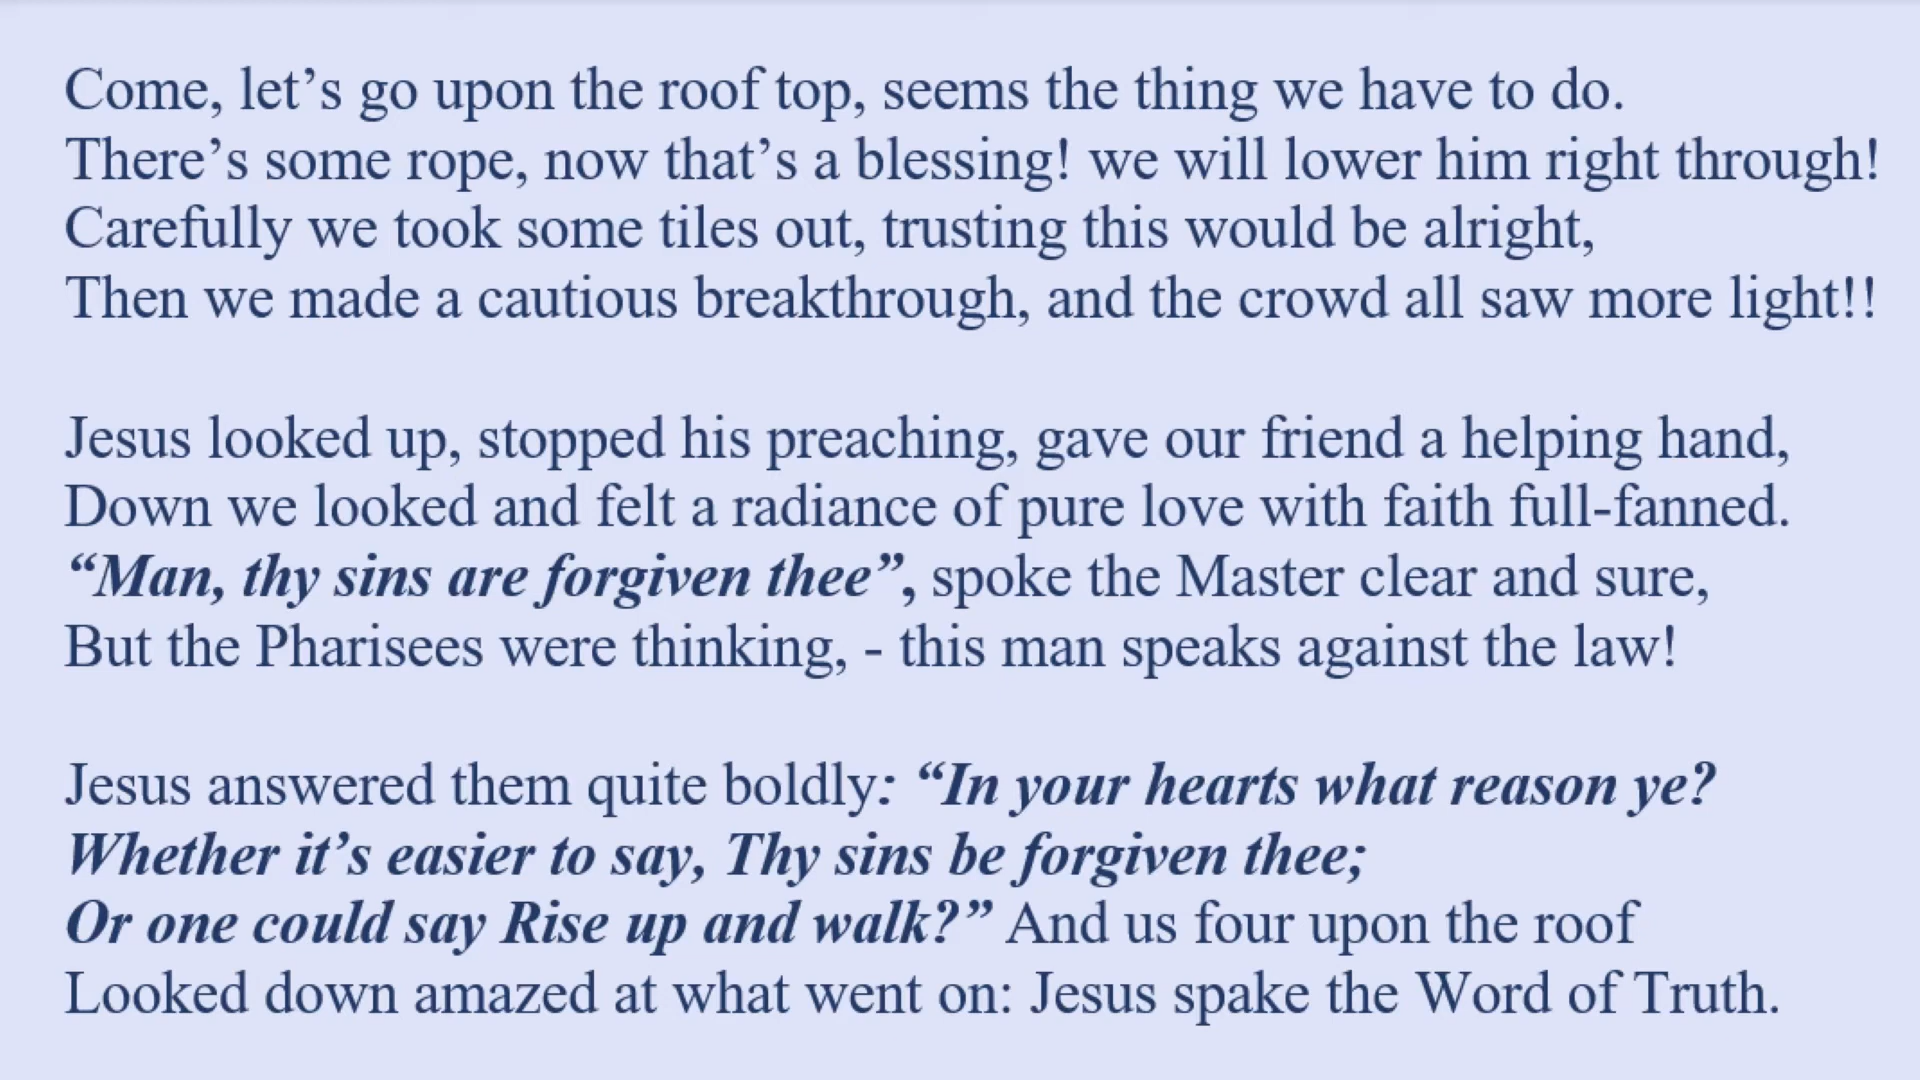 Come, let’s go upon the roof top, seems the thing we have to do.
There’s some rope, now that’s a blessing! we will lower him right through!
Carefully we took some tiles out, trusting this would be alright,
Then we made a cautious breakthrough, and the crowd all saw more light!!
Jesus looked up, stopped his preaching, gave our friend a helping hand,
Down we looked and felt a radiance of pure love with faith full-fanned.
“Man, thy sins are forgiven thee”, spoke the Master clear and sure,
But the Pharisees were thinking, - this man speaks against the law!
Jesus answered them quite boldly: “In your hearts what reason ye?
Whether it’s easier to say, Thy sins be forgiven thee;
Or one could say Rise up and walk?” And us four upon the roof
Looked down amazed at what went on: Jesus spake the Word of Truth.